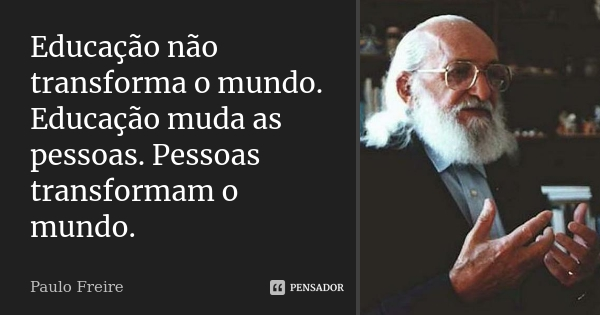 Educação não
transforma o mundo.
Educação muda as
pessoas. Pessoas
transformam o
mundo.
Paulo Freire
PENSADOR